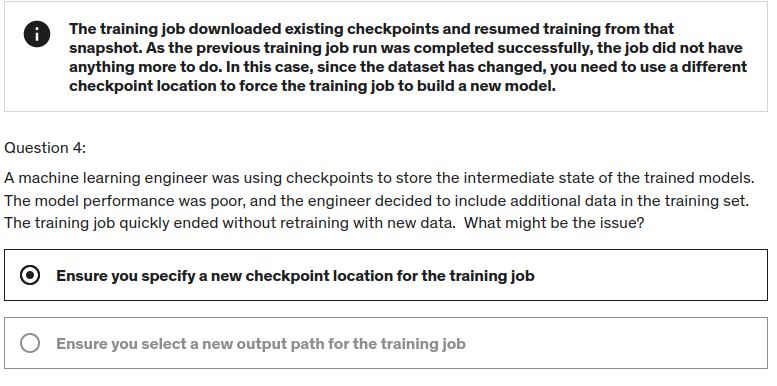 The training job downloaded existing checkpoints and resumed training from that
snapshot. As the previous training job run was completed successfully, the job did not have
anything more to do. In this case, since the dataset has changed, you need to use a different
checkpoint location to force the training job to build a new model.
Question 4:
A machine learning engineer was using checkpoints to store the intermediate state of the trained models.
The model performance was poor, and the engineer decided to include additional data in the training set.
The training job quickly ended without retraining with new data.  What might be the issue?
Ensure you specify a new checkpoint location for the training job
Ensure you select a new output path for the training job